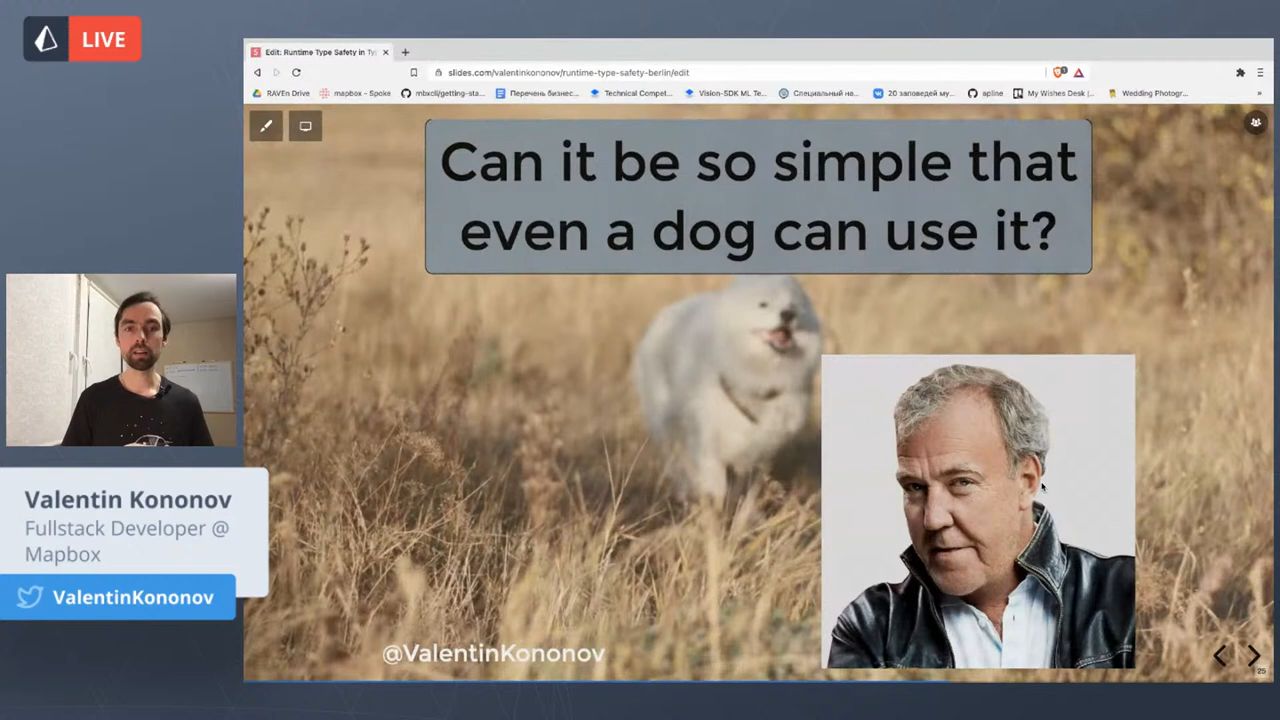 LIVE
Edit: Runtime Type Safety in Ty
slides.com/valentinkononov/runtime-type-safety-berlin/edit
RAVEn Drive
mapbox - Spoke
mbxcli/getting-sta...
Перечень бизнес...
Technical Compet...
Vision-SDK ML Te...
Специальный на...
20 заповедей му...
apline
My Wishes Desk |...
Wedding Photogr...
»
Can it be so simple that
even a dog can use it?
Valentin Kononov
Fullstack Developer @
Mapbox
ValentinKononov
@ValentinKononov
25